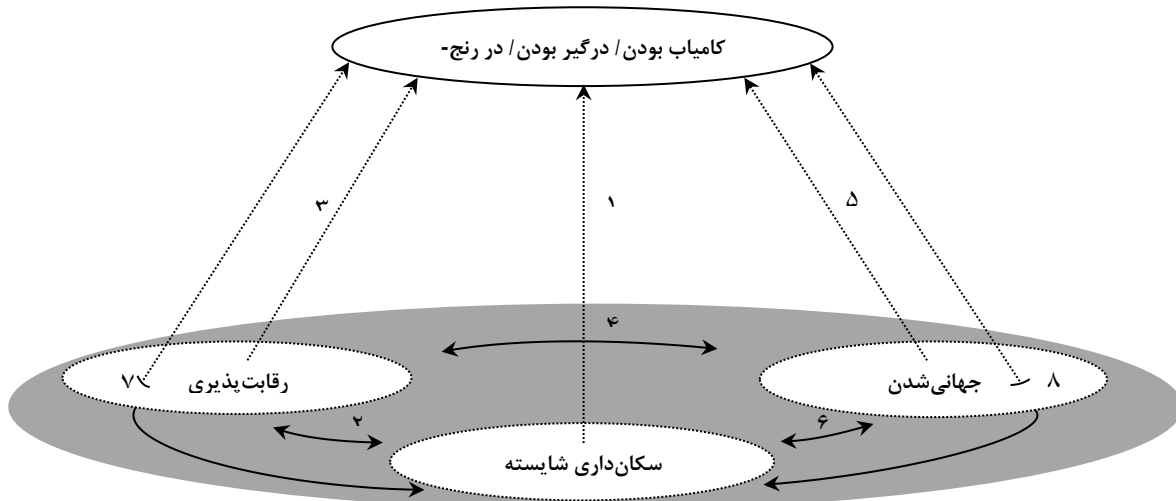 کامیاب بودن/ درگیر بودن/ در رنج-
۳
۱
۵
۴
۷
رقابت‌پذیری
جهانی‌شدن
۸
۲
۶
سکان‌داری شایسته